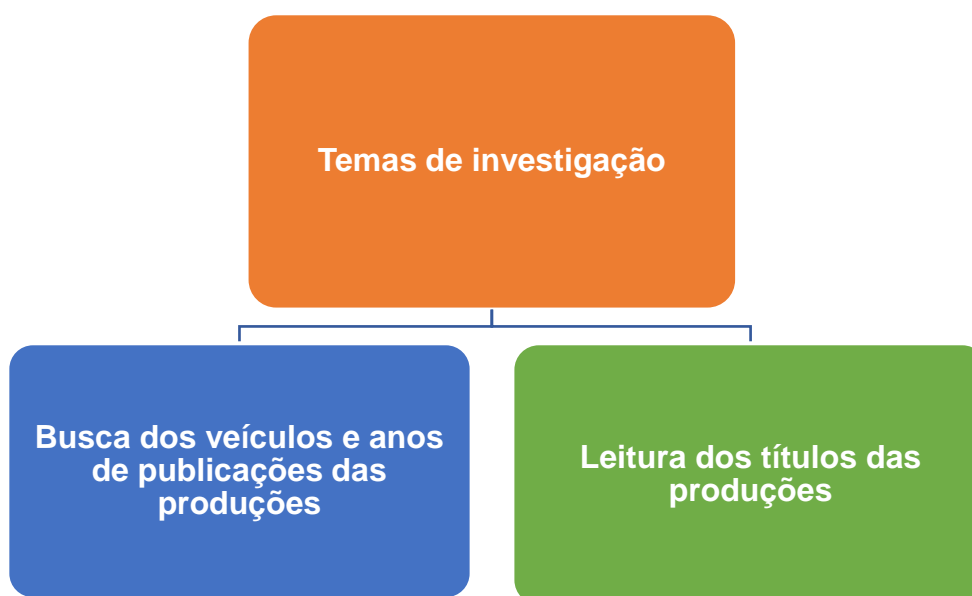 Temas de investigação
Busca dos veículos e anos
de publicações das
produções
Leitura dos títulos das
produções